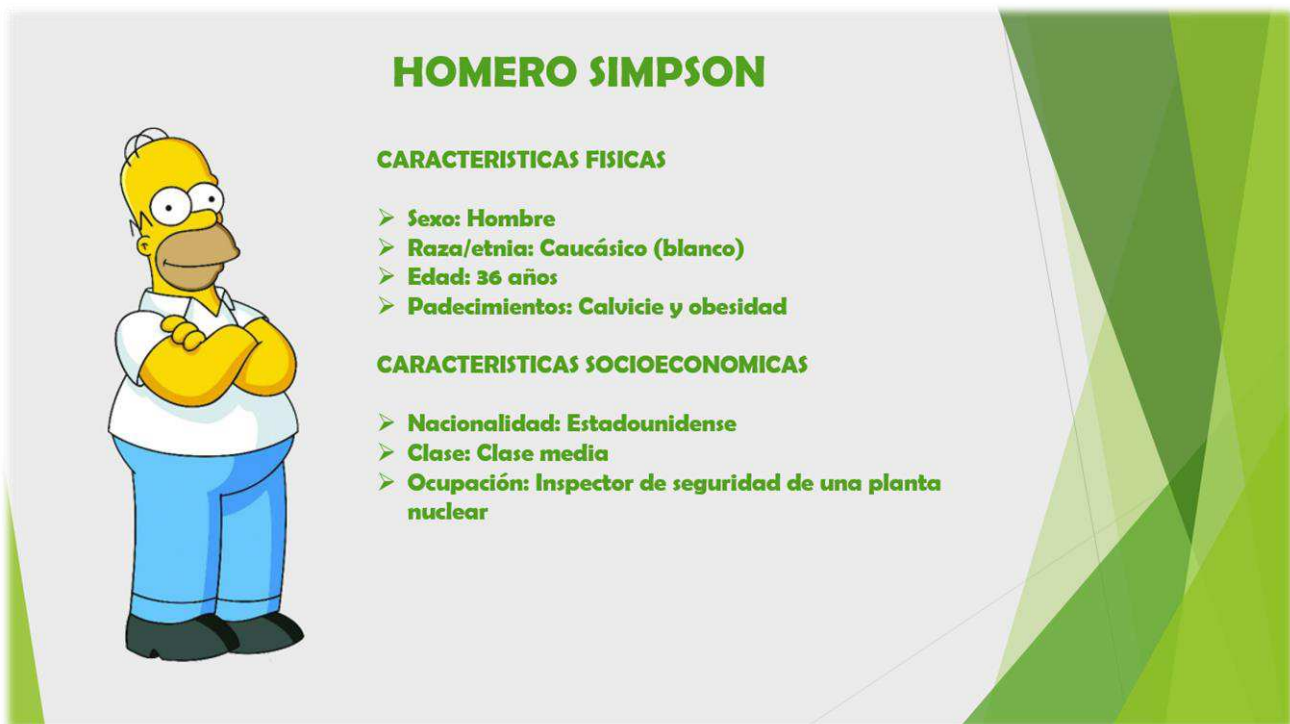 HOMERO SIMPSON
CARACTERISTICAS FISICAS
Sexo: Hombre
Raza/etnia: Caucásico (blanco)
Edad: 36 años
Padecimientos: Calvicie y obesidad
CARACTERISTICAS SOCIOECONOMICAS
Nacionalidad: Estadounidense
Clase: Clase media
Ocupación: Inspector de seguridad de una planta
nuclear